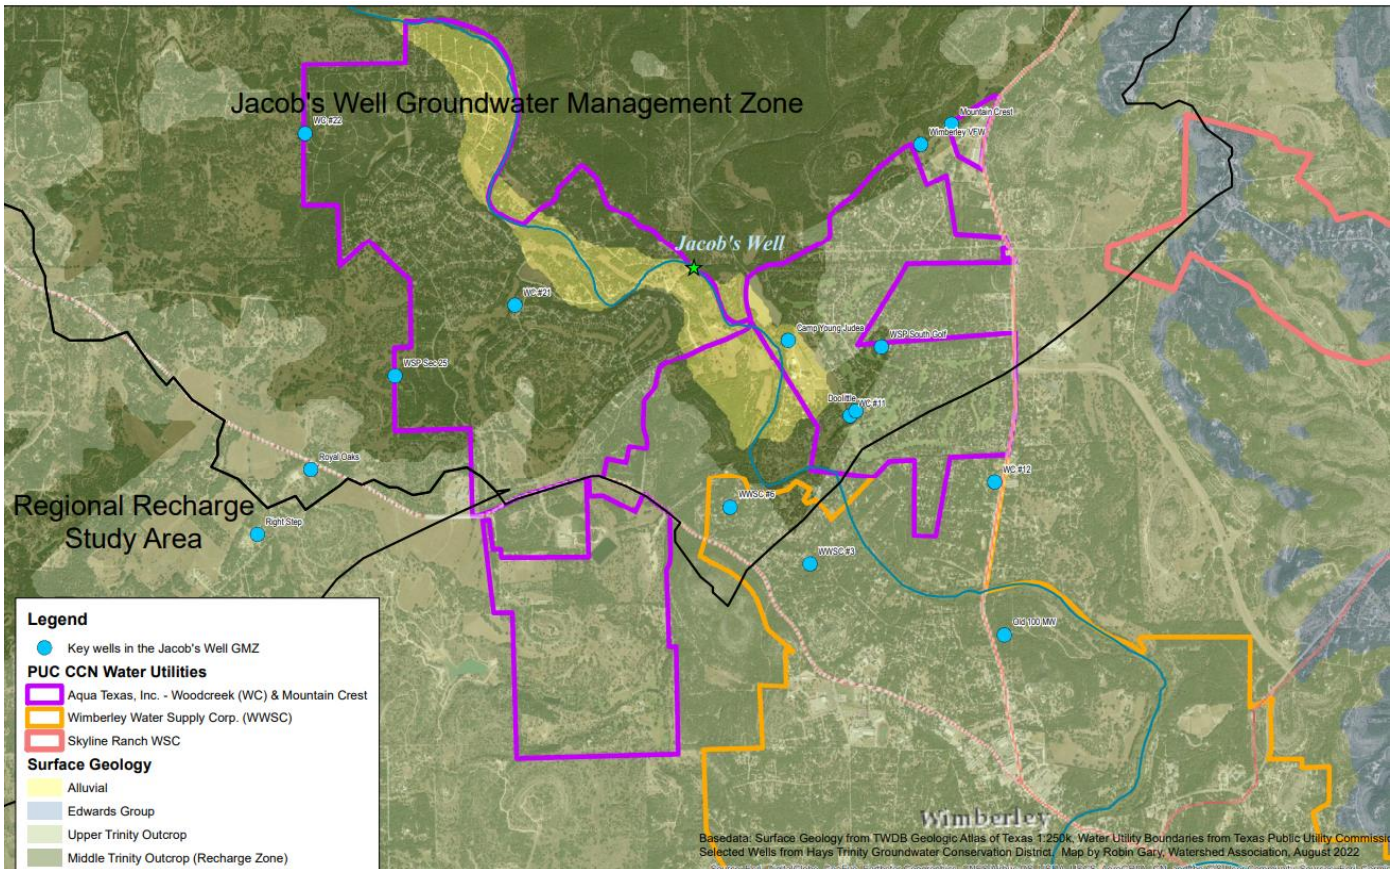 Jacob's Well Groundwater Management Zone
Mountain Crest
WC #22
Wimberley VFW
Jacob's Well
WC #21
Camp Young Judea
WSP South Golf
WSP Sec 25
Doolittle
WC #11
Royal Oaks
WC #12
Regional Recharge
Study Area
WWSC #6
Right Step
WWSC #3
Old 100 MW
Legend
Key wells in the Jacob's Well GMZ
PUC CCN Water Utilities
Aqua Texas, Inc. - Woodcreek (WC) & Mountain Crest
Wimberley Water Supply Corp. (WWSC)
Skyline Ranch WSC
Surface Geology
Alluvial
Edwards Group
Upper Trinity Outcrop
Middle Trinity Outcrop (Recharge Zone)
Wimberley
Basedata: Surface Geology from TWDB Geologic Atlas of Texas 1:250k, Water Utility Boundaries from Texas Public Utility Commissio
Selected Wells from Hays Trinity Groundwater Conservation District. Map by Robin Gary, Watershed Association, August 2022